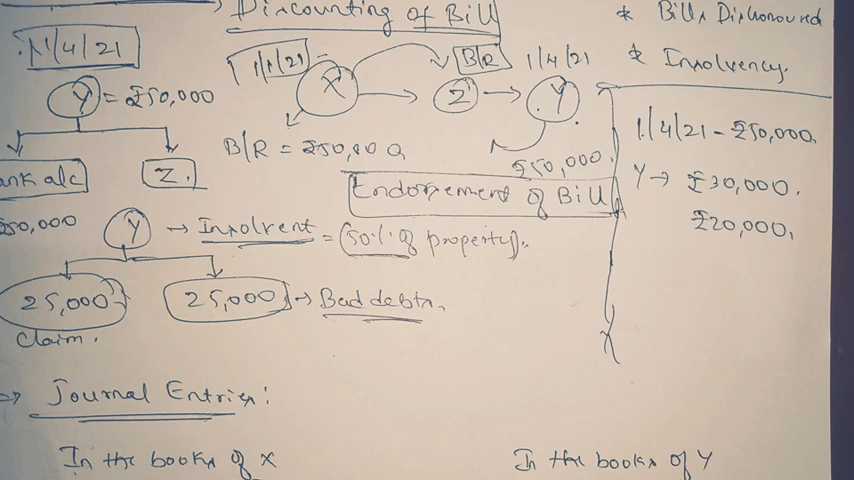 Discounting of Bill
* Bills Dishonoured
* Insolvency.
1/4/21
1/1/21 =
B/R 1/4/21
Y = ₹50,000
X
Z
Y
B/R = ₹50,000
₹50,000.
1/4/21 - ₹50,000.
Y → ₹30,000.
₹20,000.
ank a/c
Z.
Endorsement of Bill
₹50,000
Y → Insolvent = (50% of property).
25,000
25,000 → Bad debts.
Claim.
⇒ Journal Entries:
In the books of X
In the books of Y